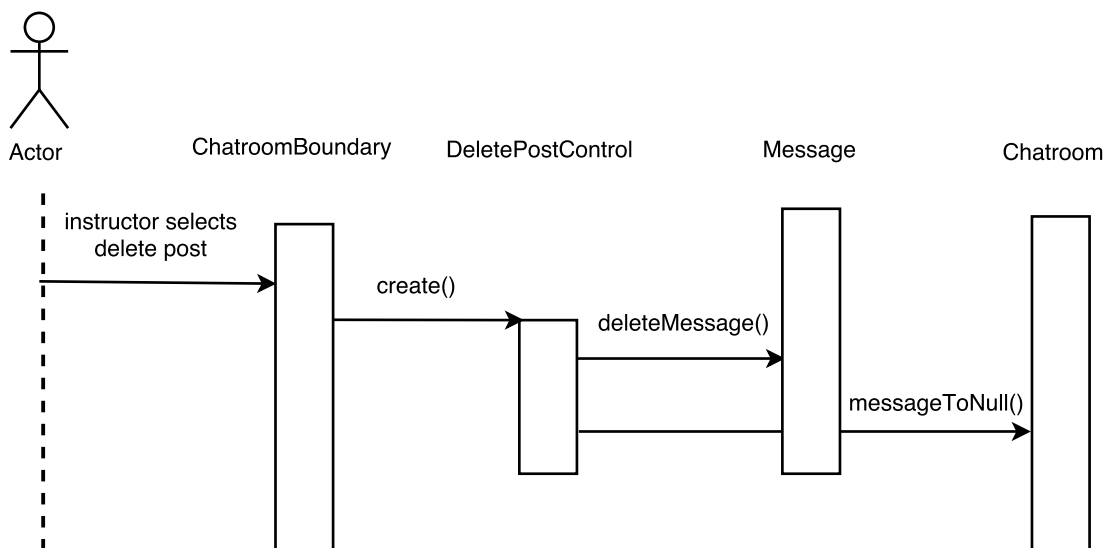 Actor
ChatroomBoundary
DeletePostControl
Message
Chatroom
instructor selects
delete post
create()
deleteMessage()
messageToNull()